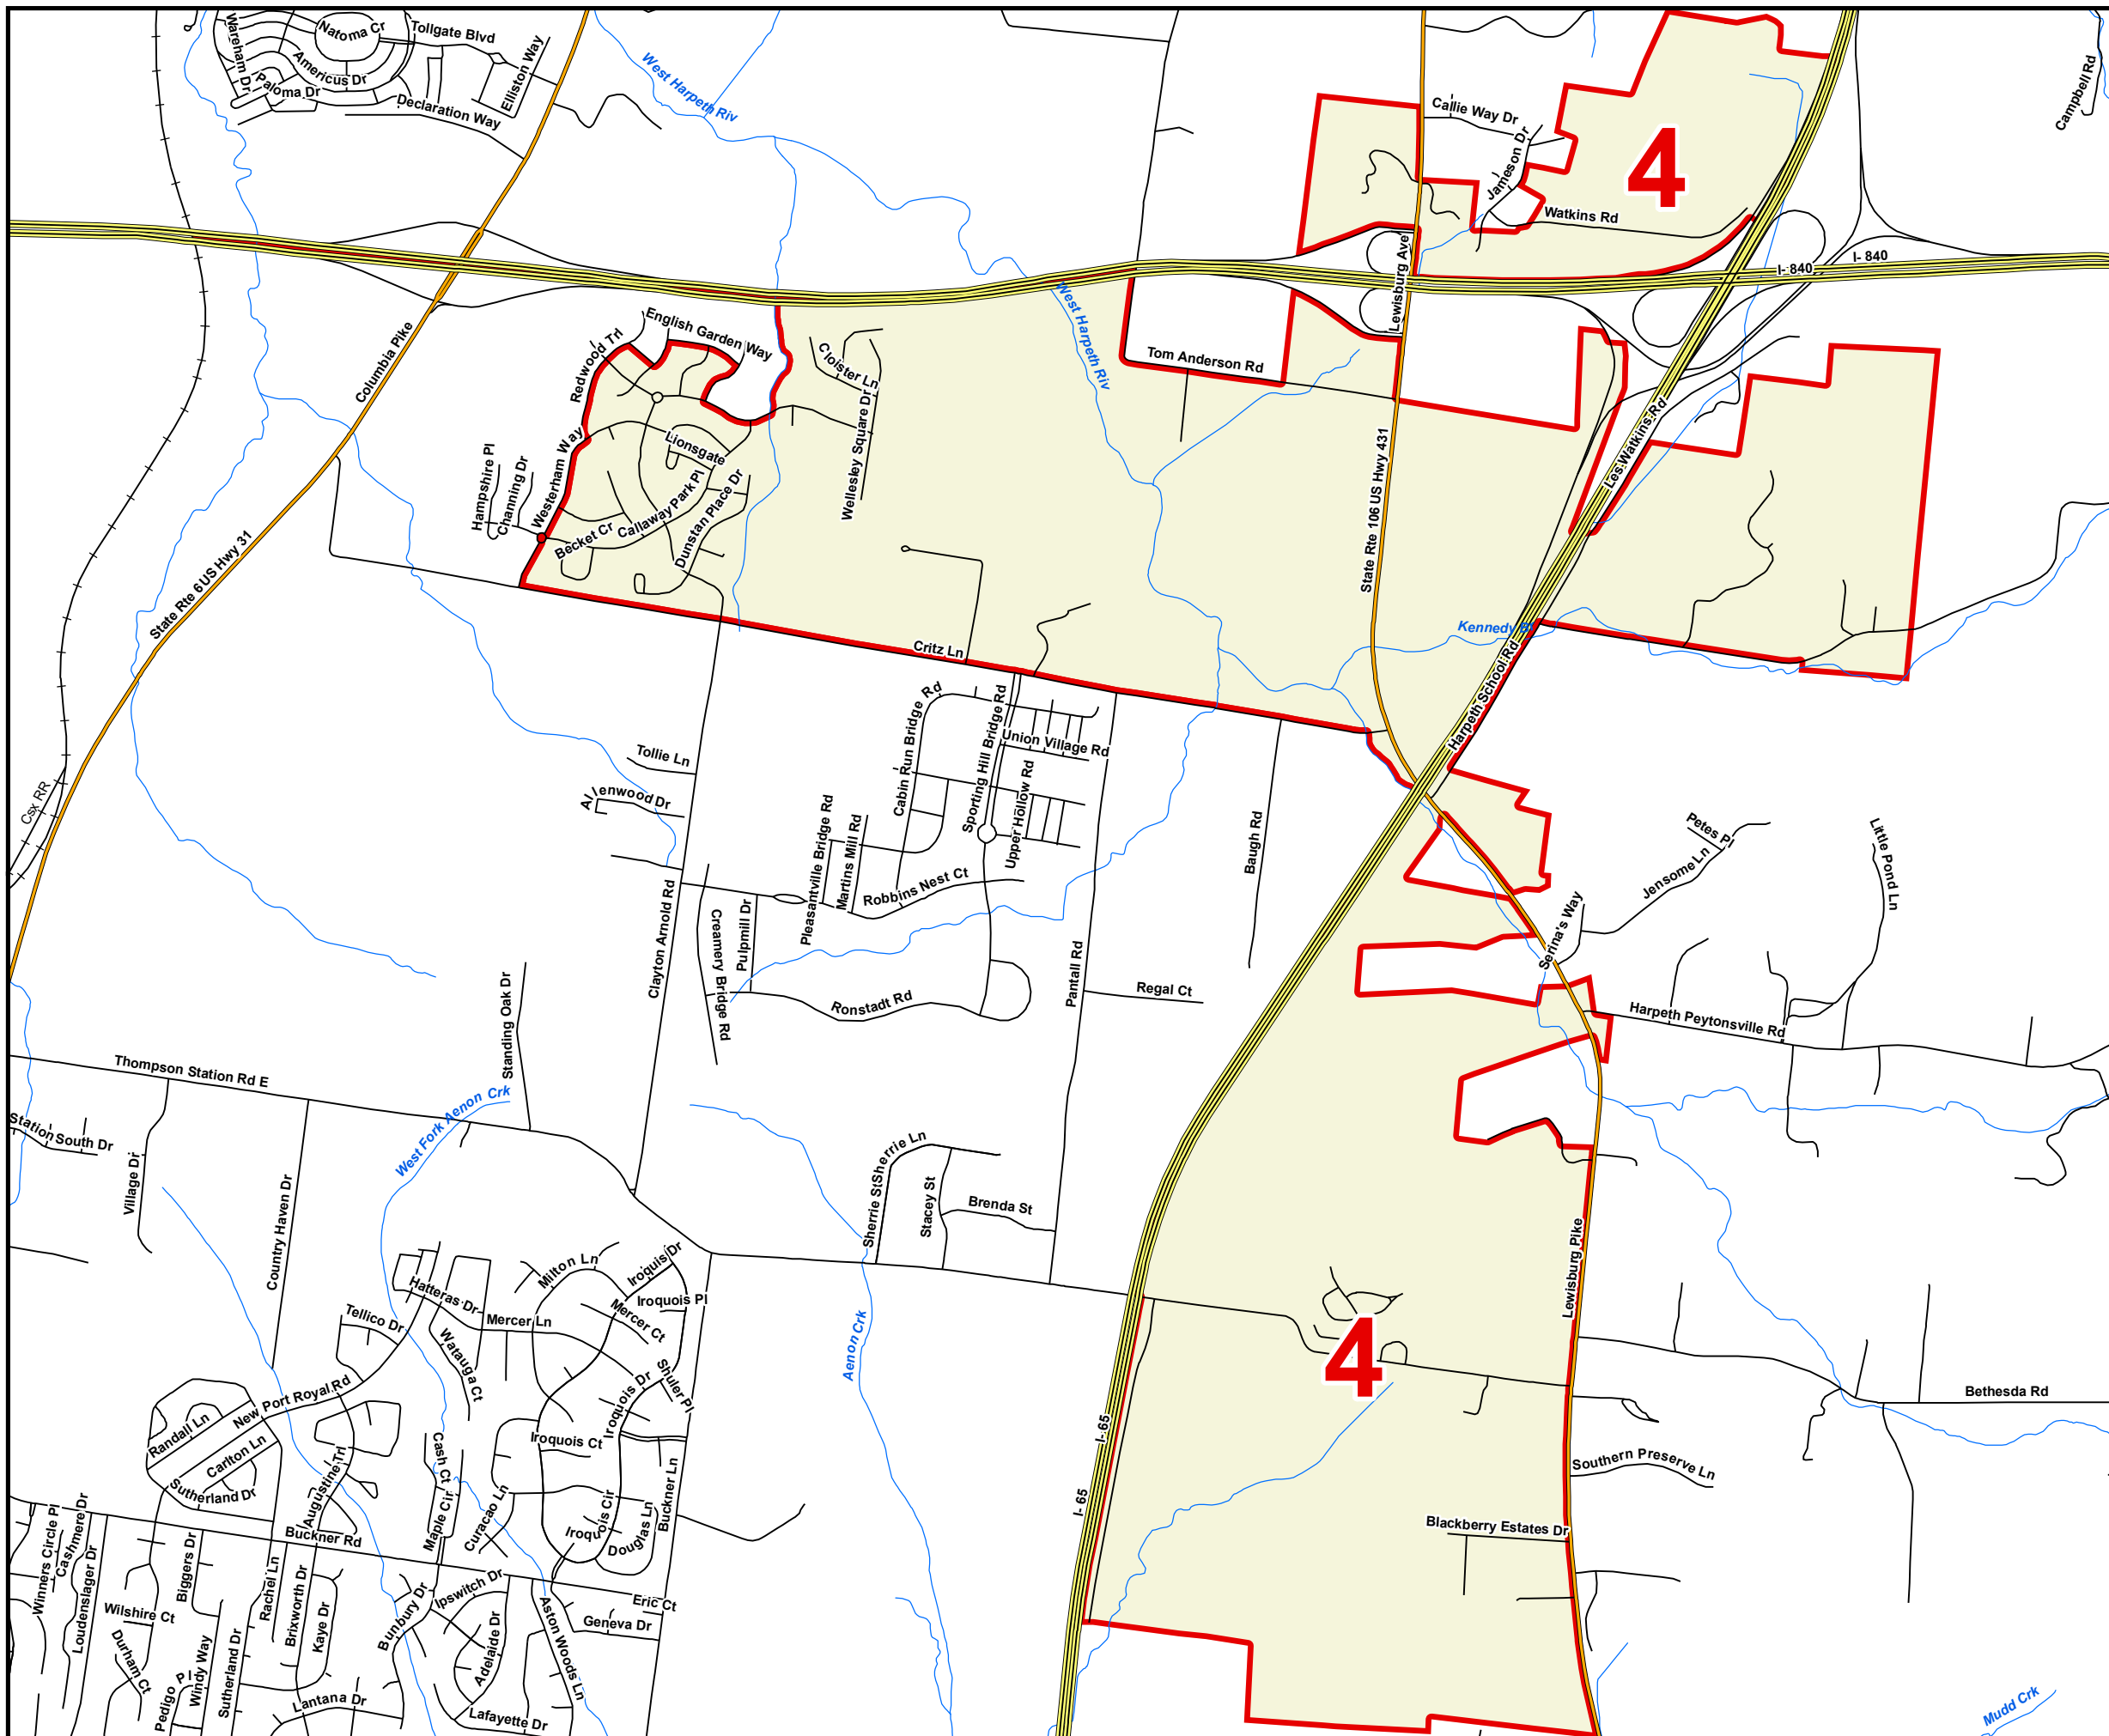 Wareham Dr
Natoma Cr
Tollgate Blvd
Elliston Way
Americus Dr
Paloma Dr
Declaration Way
West Harpeth Riv
Callie Way Dr
Jameson Dr
4
Watkins Rd
Campbell Rd
Lewisburg Ave
I- 840
I- 840
West Harpeth Riv
English Garden Way
Redwood Trl
Cloister Ln
Columbia Pike
Tom Anderson Rd
Wellesley Square Dr
Lionsgate
Westerham Way
Hampshire Pl
Channing Dr
Callaway Park Pl
Becket Cr
Dunstan Place Dr
Les Watkins Rd
State Rte 106 US Hwy 431
State Rte 6 US Hwy 31
Kennedy
Harpeth School Rd
Critz Ln
Cabin Run Bridge Rd
Sporting Hill Bridge Rd
Union Village Rd
Upper Hollow Rd
Tollie Ln
Allenwood Dr
Csx RR
Pleasantville Bridge Rd
Martins Mill Rd
Robbins Nest Ct
Baugh Rd
Petes Pl
Jensome Ln
Little Pond Ln
Serina's Way
Clayton Arnold Rd
Creamery Bridge Rd
Pulpmill Dr
Ronstadt Rd
Pantall Rd
Regal Ct
Harpeth Peytonsville Rd
Standing Oak Dr
Thompson Station Rd E
West Fork Aenon Crk
Station South Dr
Village Dr
Country Haven Dr
Sherrie St
Sherrie Ln
Stacey St
Brenda St
Lewisburg Pike
Milton Ln
Iroquis Dr
Iroquois Pl
Hatteras Dr
Mercer Ln
Mercer Ct
Tellico Dr
Watauga Ct
Aenon Crk
4
Shuler Pl
Iroquois Dr
New Port Royal Rd
Bethesda Rd
Randall Ln
Carlton Ln
Sutherland Dr
Augustine Trl
Cash Ct
Iroquois Ct
I- 65
Southern Preserve Ln
Buckner Ln
Maple Cir
Curacao Ln
Iroquois Cir
Douglas Ln
I- 65
Blackberry Estates Dr
Buckner Rd
Winners Circle Pl
Cashmere Dr
Loudenslager Dr
Biggers Dr
Rachel Ln
Brixworth Dr
Kaye Dr
Wilshire Ct
Durham Ct
Pedigo Pl
Windy Way
Sutherland Dr
Bunbury Dr
Ipswitch Dr
Adelaide Dr
Aston Woods Ln
Eric Ct
Geneva Dr
Lantana Dr
Lafayette Dr
Mudd Crk